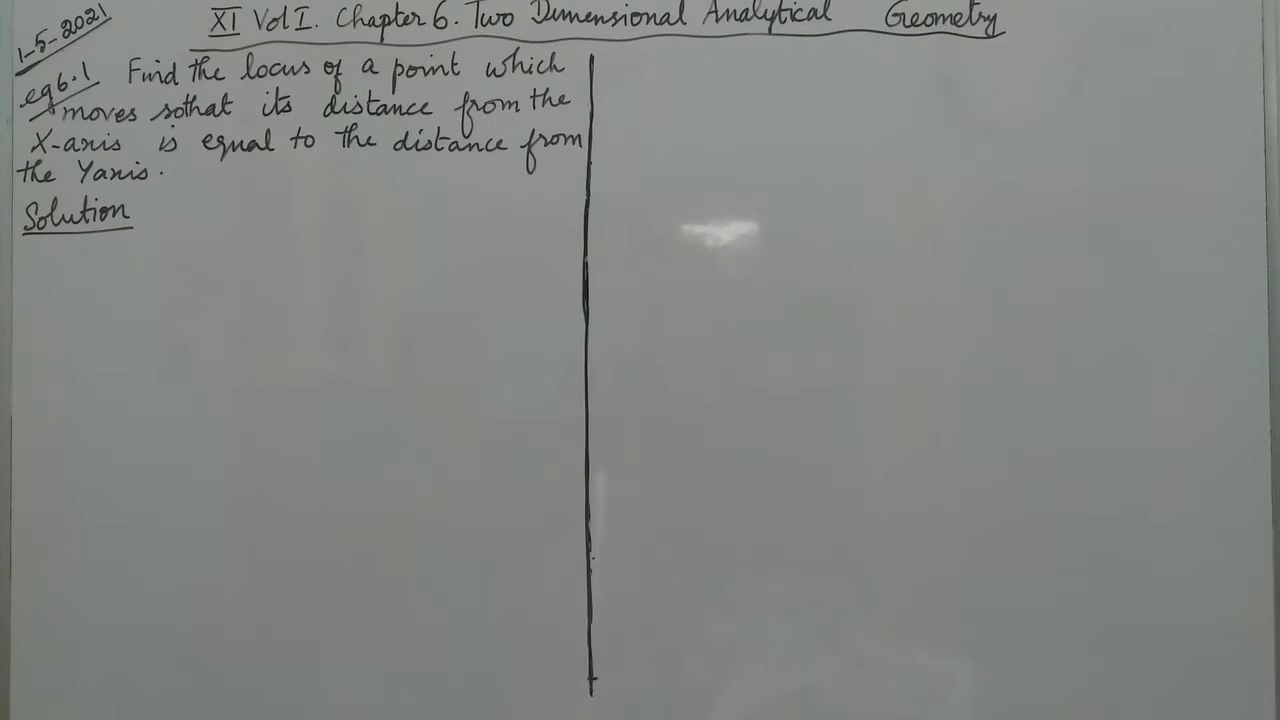 XI Vol I. Chapter 6. Two Dimensional Analytical Geometry
1-5-2021
eg 6.1 Find the locus of a point which
moves sothat its distance from the
X-axis is equal to the distance from
the Yaxis.
Solution